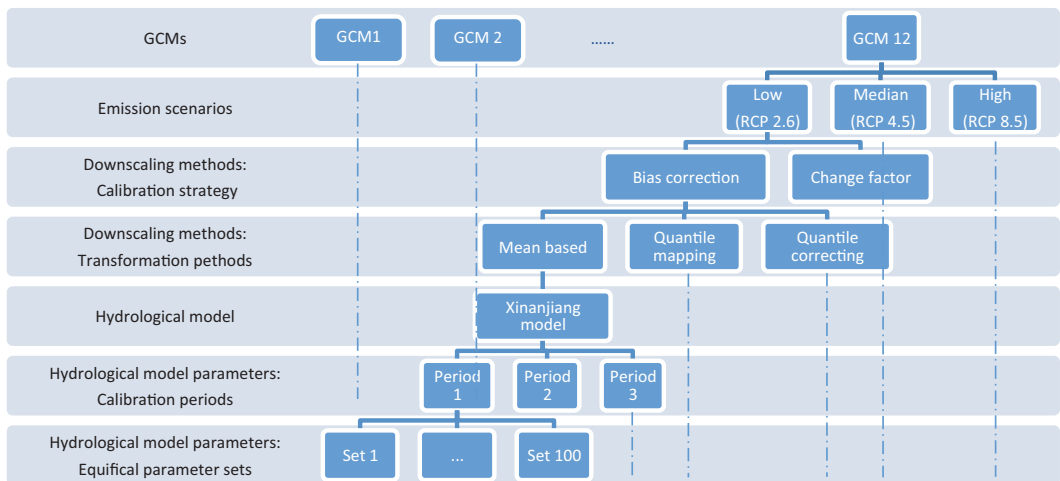 GCMs
GCM1
GCM 2
......
GCM 12
Emission scenarios
Low
(RCP 2.6)
Median
(RCP 4.5)
High
(RCP 8.5)
Downscaling methods:
Calibration strategy
Bias correction
Change factor
Downscaling methods:
Transformation pethods
Mean based
Quantile
mapping
Quantile
correcting
Hydrological model
Xinanjiang
model
Hydrological model parameters:
Calibration periods
Period
1
Period
2
Period
3
Hydrological model parameters:
Equifical parameter sets
Set 1
...
Set 100